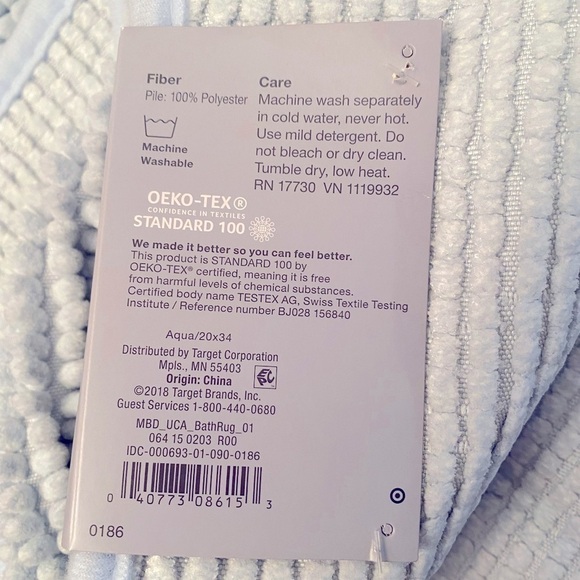 Fiber
Pile: 100% Polyester
Machine
Washable
Care
Machine wash separately
in cold water, never hot.
Use mild detergent. Do
not bleach or dry clean.
Tumble dry, low heat.
RN 17730 VN 1119932
OEKO-TEX®
CONFIDENCE IN TEXTILES
STANDARD 100
We made it better so you can feel better.
This product is STANDARD 100 by
OEKO-TEX® certified, meaning it is free
from harmful levels of chemical substances.
Certified body name TESTEX AG, Swiss Textile Testing
Institute / Reference number BJ028 156840
Aqua/20x34
Distributed by Target Corporation
Mpls., MN 55403
Origin: China
©2018 Target Brands, Inc.
Guest Services 1-800-440-0680
MBD_UCA_BathRug_01
064 15 0203 R00
IDC-000693-01-090-0186
0 40773 08615 3
0186